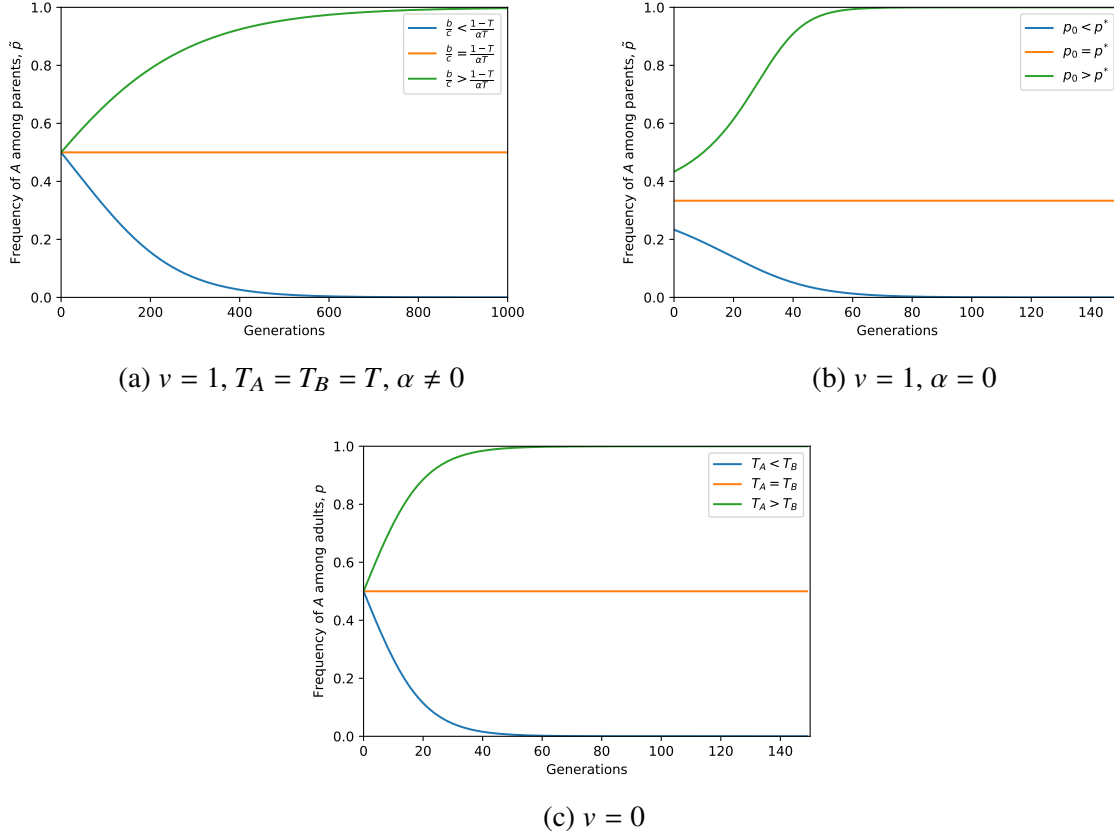 1.0
0.8
0.6
0.4
0.2
0.0
0 200 400 600 800 1000
Frequency of A among parents, p̃
Generations
b/c < (1−T)/(αT)
b/c = (1−T)/(αT)
b/c > (1−T)/(αT)
(a) v = 1, T_A = T_B = T, α ≠ 0
1.0
0.8
0.6
0.4
0.2
0.0
0 20 40 60 80 100 120 140
Frequency of A among parents, p̃
Generations
p₀ < p*
p₀ = p*
p₀ > p*
(b) v = 1, α = 0
1.0
0.8
0.6
0.4
0.2
0.0
0 20 40 60 80 100 120 140
Frequency of A among adults, p
Generations
T_A < T_B
T_A = T_B
T_A > T_B
(c) v = 0